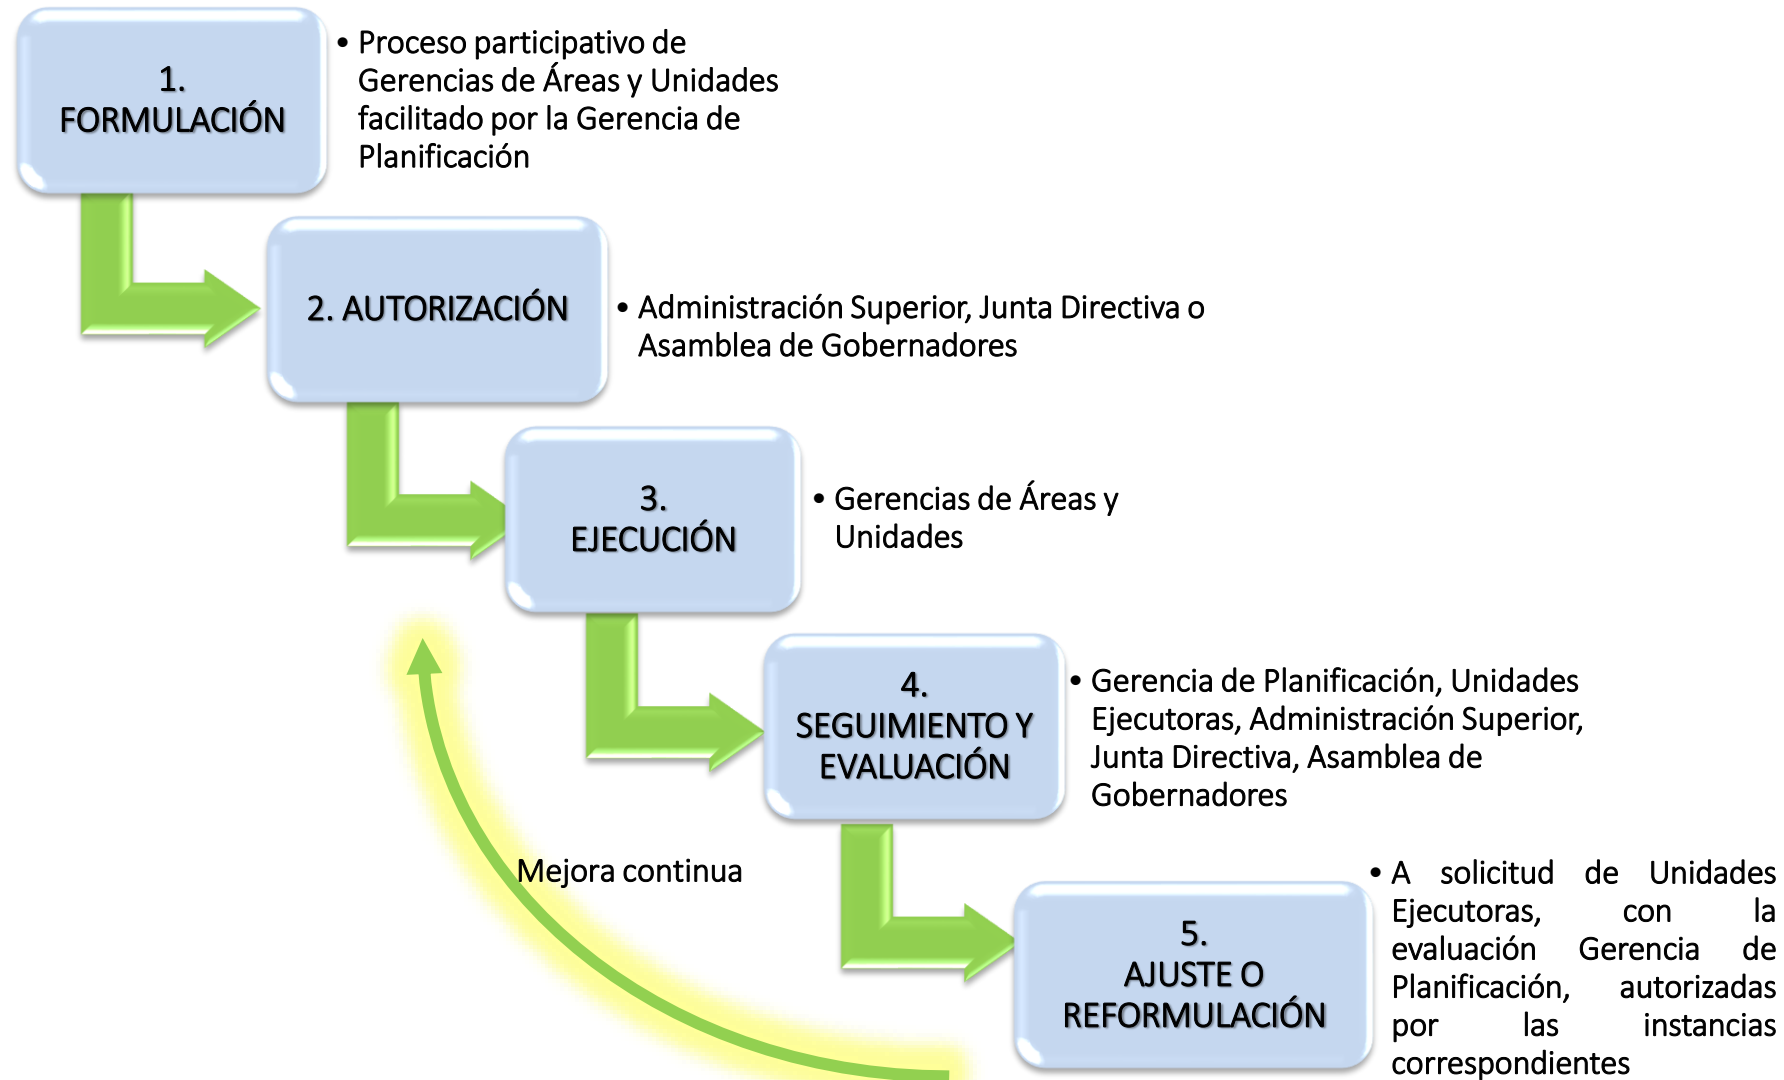 1.
FORMULACIÓN
• Proceso participativo de
Gerencias de Áreas y Unidades
facilitado por la Gerencia de
Planificación
2. AUTORIZACIÓN
• Administración Superior, Junta Directiva o
Asamblea de Gobernadores
3.
EJECUCIÓN
• Gerencias de Áreas y
Unidades
4.
SEGUIMIENTO Y
EVALUACIÓN
• Gerencia de Planificación, Unidades
Ejecutoras, Administración Superior,
Junta Directiva, Asamblea de
Gobernadores
Mejora continua
5.
AJUSTE O
REFORMULACIÓN
• A solicitud de Unidades
Ejecutoras, con la
evaluación Gerencia de
Planificación, autorizadas
por las instancias
correspondientes